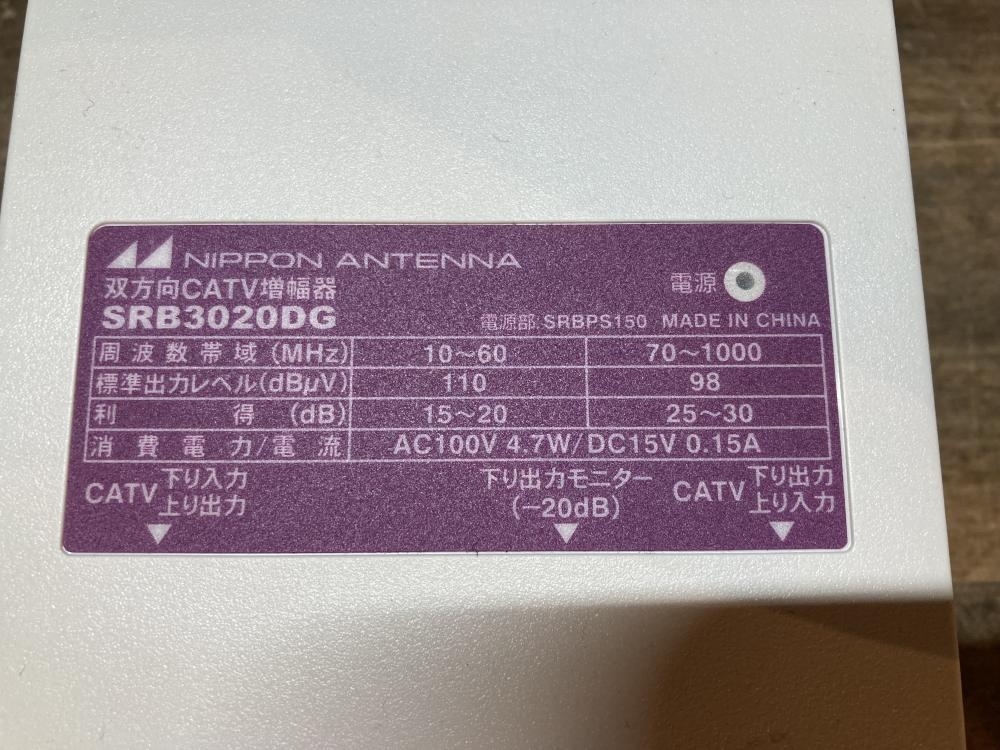 NIPPON ANTENNA
双方向CATV増幅器
SRB3020DG
電源
電源部:SRBPS150 MADE IN CHINA
周波数帯域(MHz) 10～60 70～1000
標準出力レベル(dBμV) 110 98
利得(dB) 15～20 25～30
消費電力/電流 AC100V 4.7W/DC15V 0.15A
CATV 下り入力
上り出力
下り出力モニター
(－20dB)
CATV 下り出力
上り入力